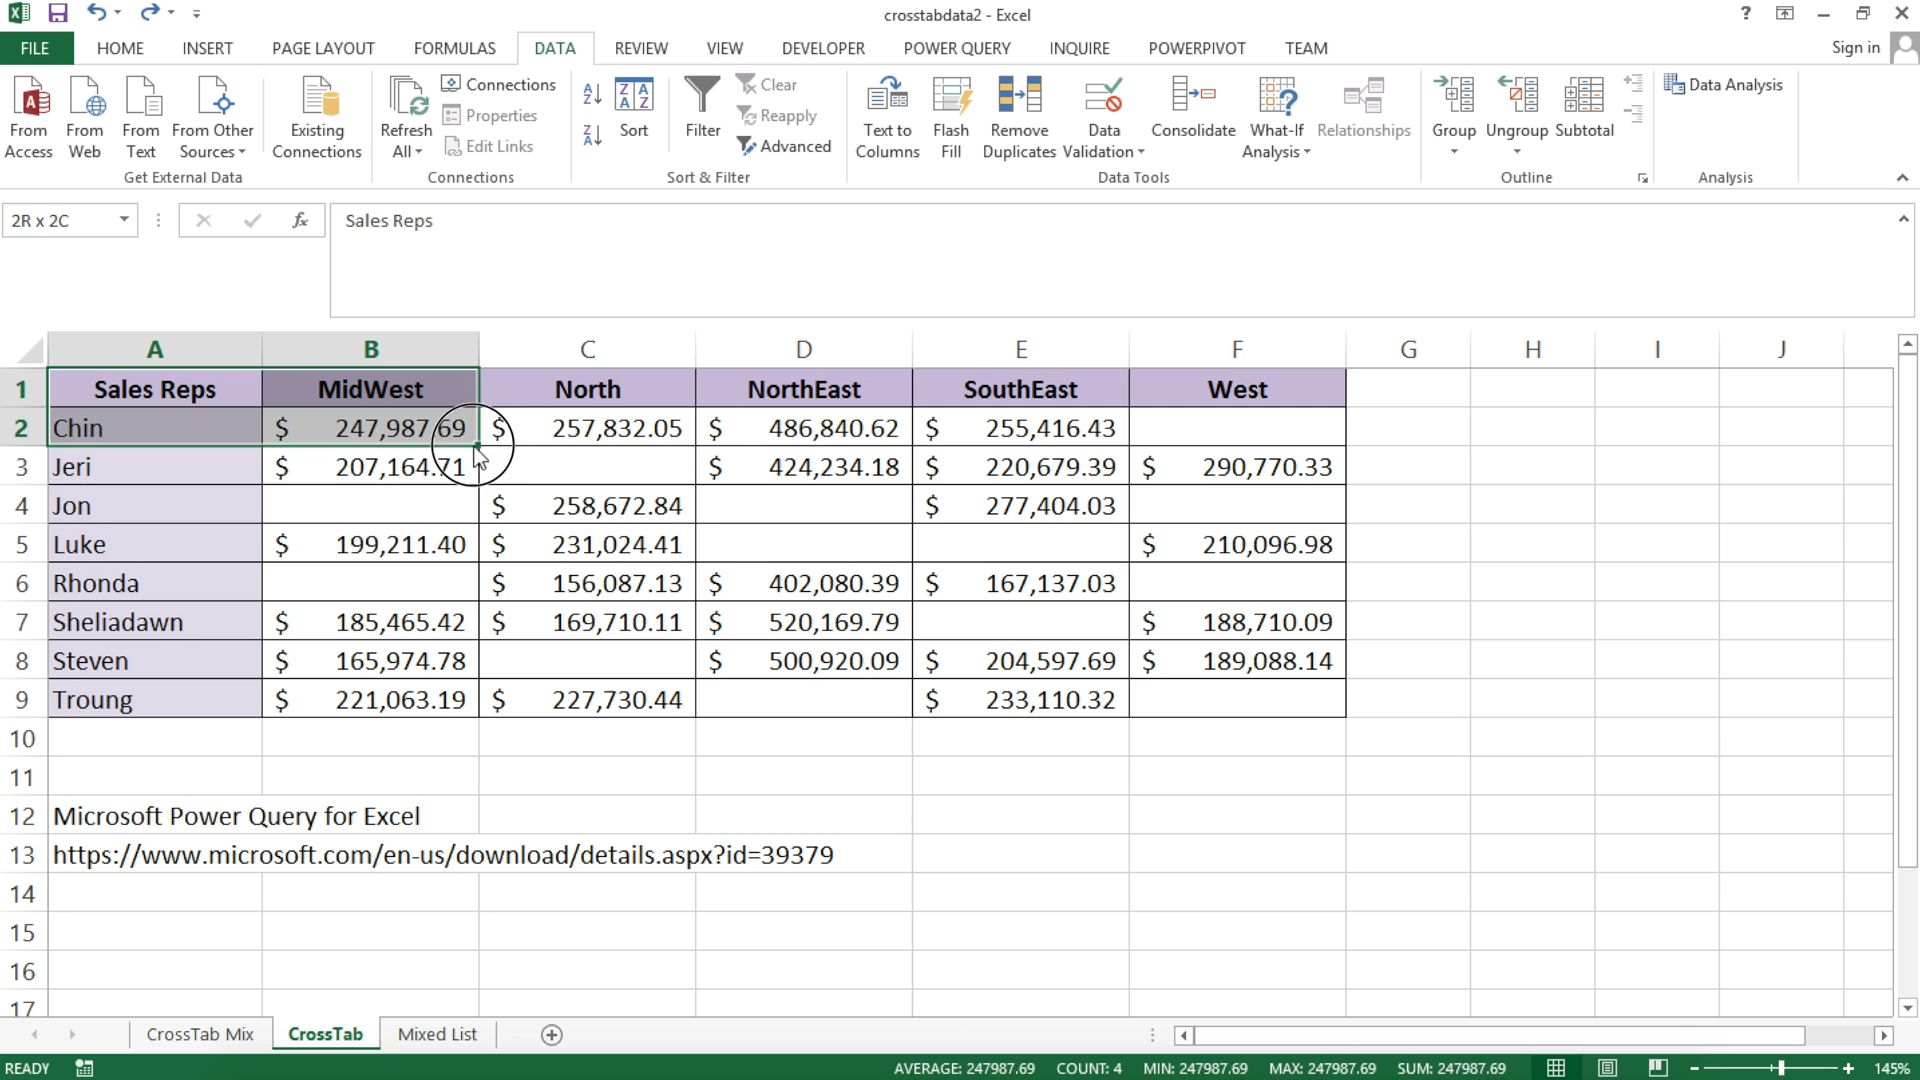 crosstabdata2 - Excel
Sign in
FILE HOME INSERT PAGE LAYOUT FORMULAS DATA REVIEW VIEW DEVELOPER POWER QUERY INQUIRE POWERPIVOT TEAM
From Access
From Web
From Text
From Other Sources
Existing Connections
Get External Data
Refresh All
Connections
Properties
Edit Links
Connections
Sort
Filter
Clear
Reapply
Advanced
Sort & Filter
Text to Columns
Flash Fill
Remove Duplicates
Data Validation
Consolidate
What-If Analysis
Relationships
Data Tools
Group
Ungroup
Subtotal
Outline
Data Analysis
Analysis
2R x 2C
fx
Sales Reps
A B C D E F G H I J
1 Sales Reps MidWest North NorthEast SouthEast West
2 Chin $ 247,987.69 $ 257,832.05 $ 486,840.62 $ 255,416.43
3 Jeri $ 207,164.71 $ 424,234.18 $ 220,679.39 $ 290,770.33
4 Jon $ 258,672.84 $ 277,404.03
5 Luke $ 199,211.40 $ 231,024.41 $ 210,096.98
6 Rhonda $ 156,087.13 $ 402,080.39 $ 167,137.03
7 Sheliadawn $ 185,465.42 $ 169,710.11 $ 520,169.79 $ 188,710.09
8 Steven $ 165,974.78 $ 500,920.09 $ 204,597.69 $ 189,088.14
9 Troung $ 221,063.19 $ 227,730.44 $ 233,110.32
10
11
12 Microsoft Power Query for Excel
13 https://www.microsoft.com/en-us/download/details.aspx?id=39379
14
15
16
17
CrossTab Mix CrossTab Mixed List
READY AVERAGE: 247987.69 COUNT: 4 MIN: 247987.69 MAX: 247987.69 SUM: 247987.69 145%